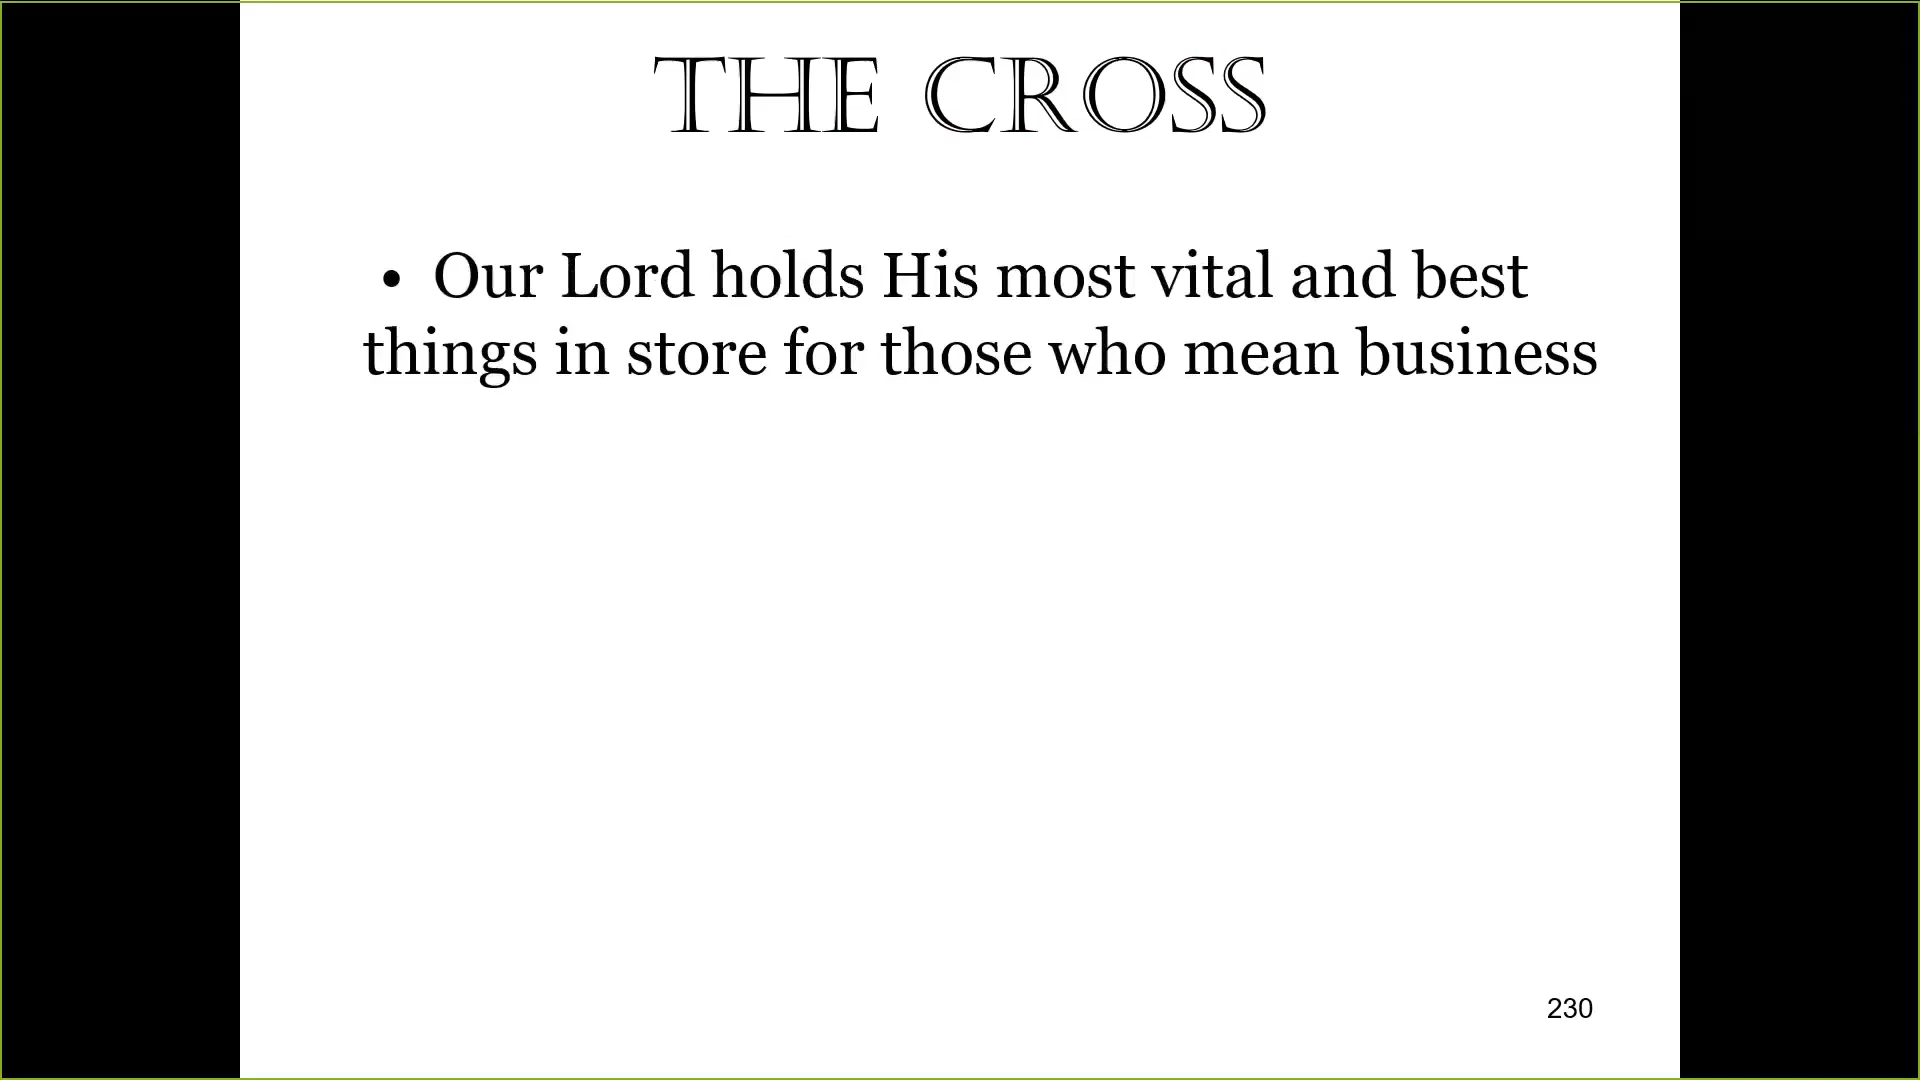 THE CROSS
• Our Lord holds His most vital and best
things in store for those who mean business
230